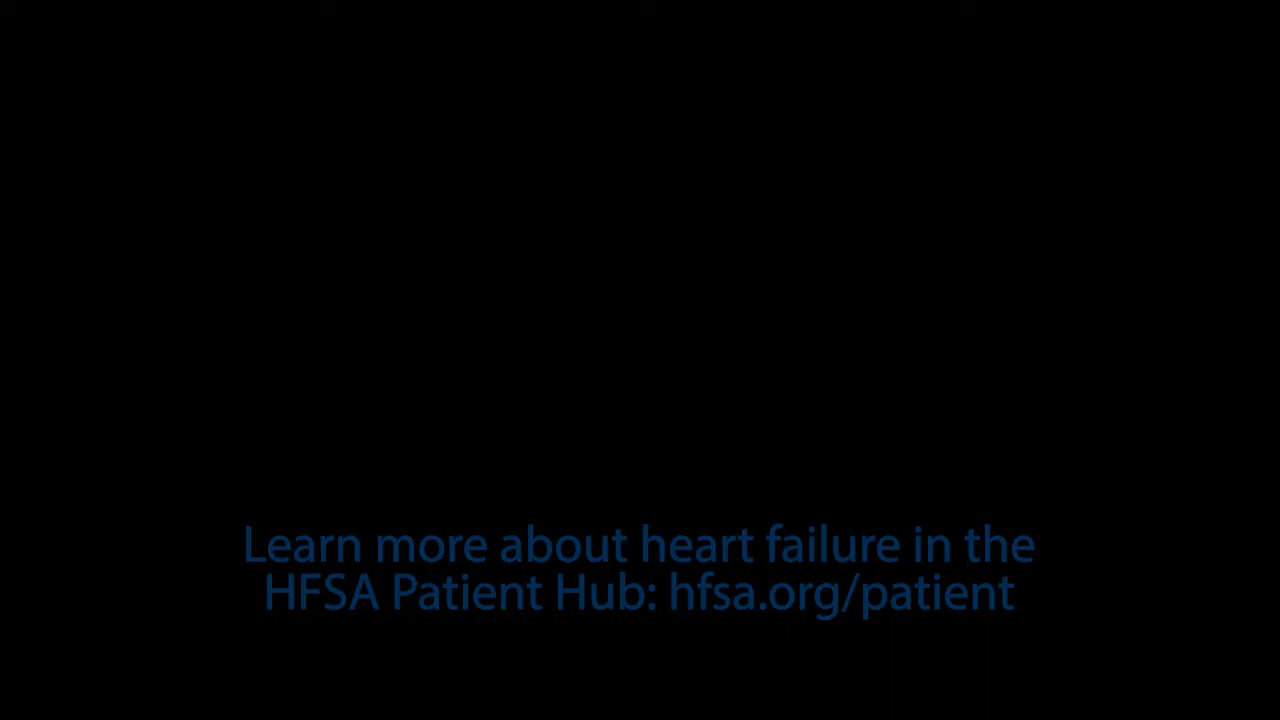 Learn more about heart failure in the
HFSA Patient Hub: hfsa.org/patient